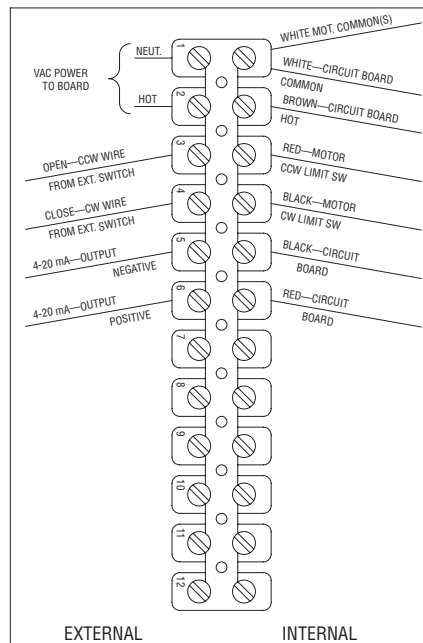 WHITE MOT. COMMON(S)
NEUT.
1
VAC POWER
TO BOARD
WHITE—CIRCUIT BOARD
COMMON
HOT
2
BROWN—CIRCUIT BOARD
HOT
OPEN—CCW WIRE
FROM EXT. SWITCH
3
RED—MOTOR
CCW LIMIT SW
CLOSE—CW WIRE
FROM EXT. SWITCH
4
BLACK—MOTOR
CW LIMIT SW
4-20 mA—OUTPUT
NEGATIVE
5
BLACK—CIRCUIT
BOARD
4-20 mA—OUTPUT
POSITIVE
6
RED—CIRCUIT
BOARD
7
8
9
10
11
12
EXTERNAL
INTERNAL